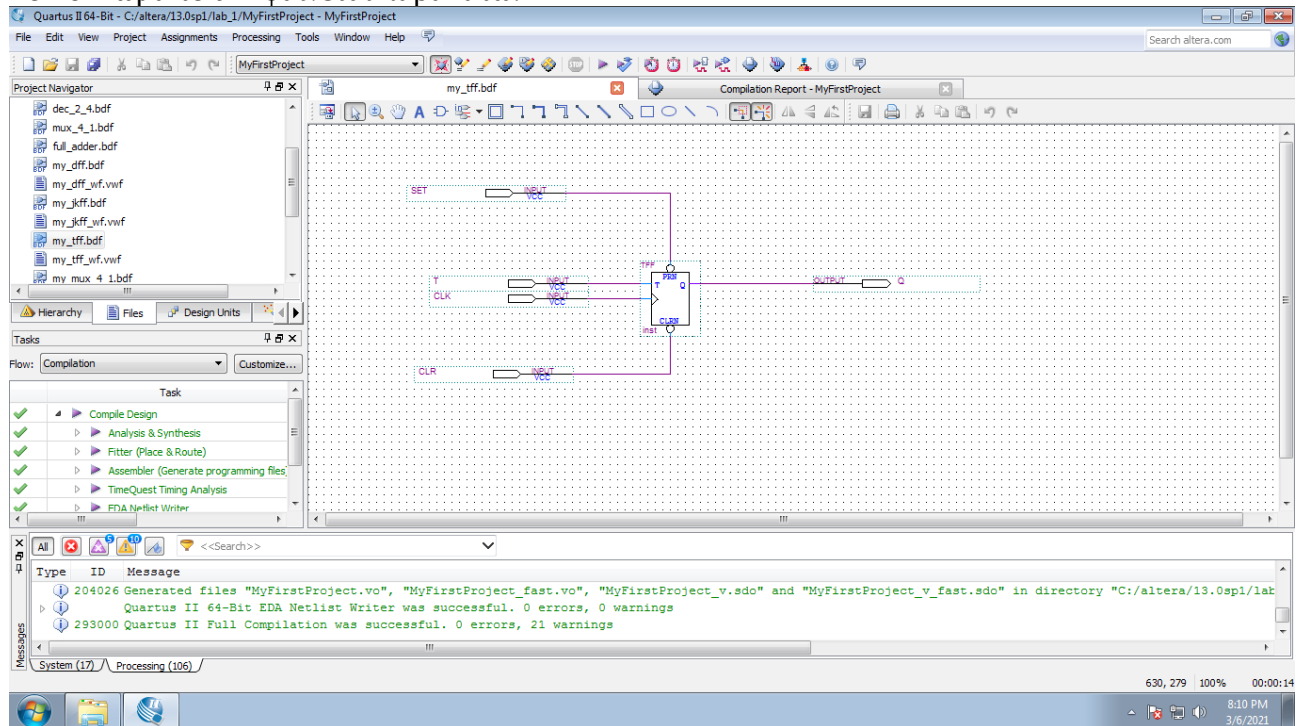 Quartus II 64-Bit - C:/altera/13.0sp1/lab_1/MyFirstProject - MyFirstProject
File Edit View Project Assignments Processing Tools Window Help
Search altera.com
MyFirstProject
Project Navigator
my_tff.bdf
Compilation Report - MyFirstProject
dec_2_4.bdf
mux_4_1.bdf
full_adder.bdf
my_dff.bdf
my_dff_wf.vwf
my_jkff.bdf
my_jkff_wf.vwf
my_tff.bdf
my_tff_wf.vwf
my_mux_4_1.bdf
Hierarchy Files Design Units
Tasks
Flow: Compilation Customize...
Task
Compile Design
Analysis & Synthesis
Fitter (Place & Route)
Assembler (Generate programming files)
TimeQuest Timing Analysis
EDA Netlist Writer
SET INPUT
VCC
TFF
PRN
T INPUT
VCC
T Q
OUTPUT Q
CLK INPUT
VCC
CLRN
inst
CLR INPUT
VCC
All 5 10 <<Search>>
Type ID Message
204026 Generated files "MyFirstProject.vo", "MyFirstProject_fast.vo", "MyFirstProject_v.sdo" and "MyFirstProject_v_fast.sdo" in directory "C:/altera/13.0sp1/lab
Quartus II 64-Bit EDA Netlist Writer was successful. 0 errors, 0 warnings
293000 Quartus II Full Compilation was successful. 0 errors, 21 warnings
Messages
System (17) Processing (106)
630, 279 100% 00:00:14
8:10 PM
3/6/2021